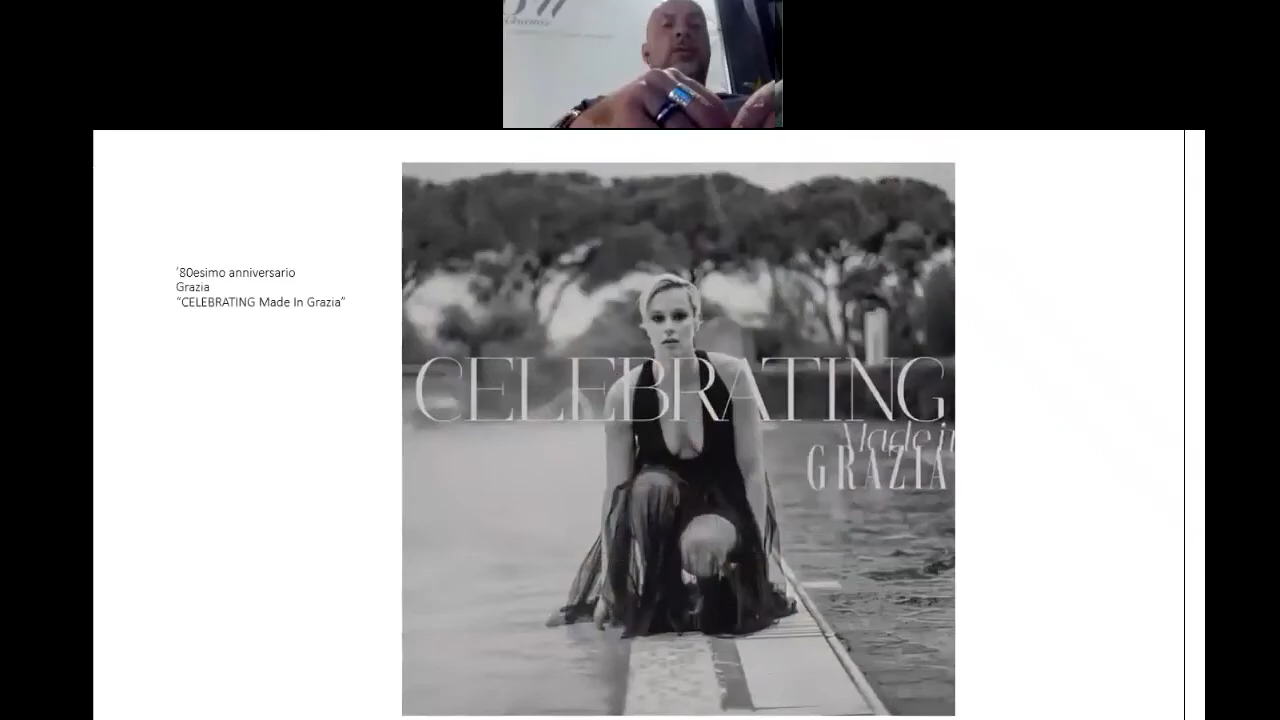 '80esimo anniversario
Grazia
"CELEBRATING Made In Grazia"
CELEBRATING
Made in
GRAZIA